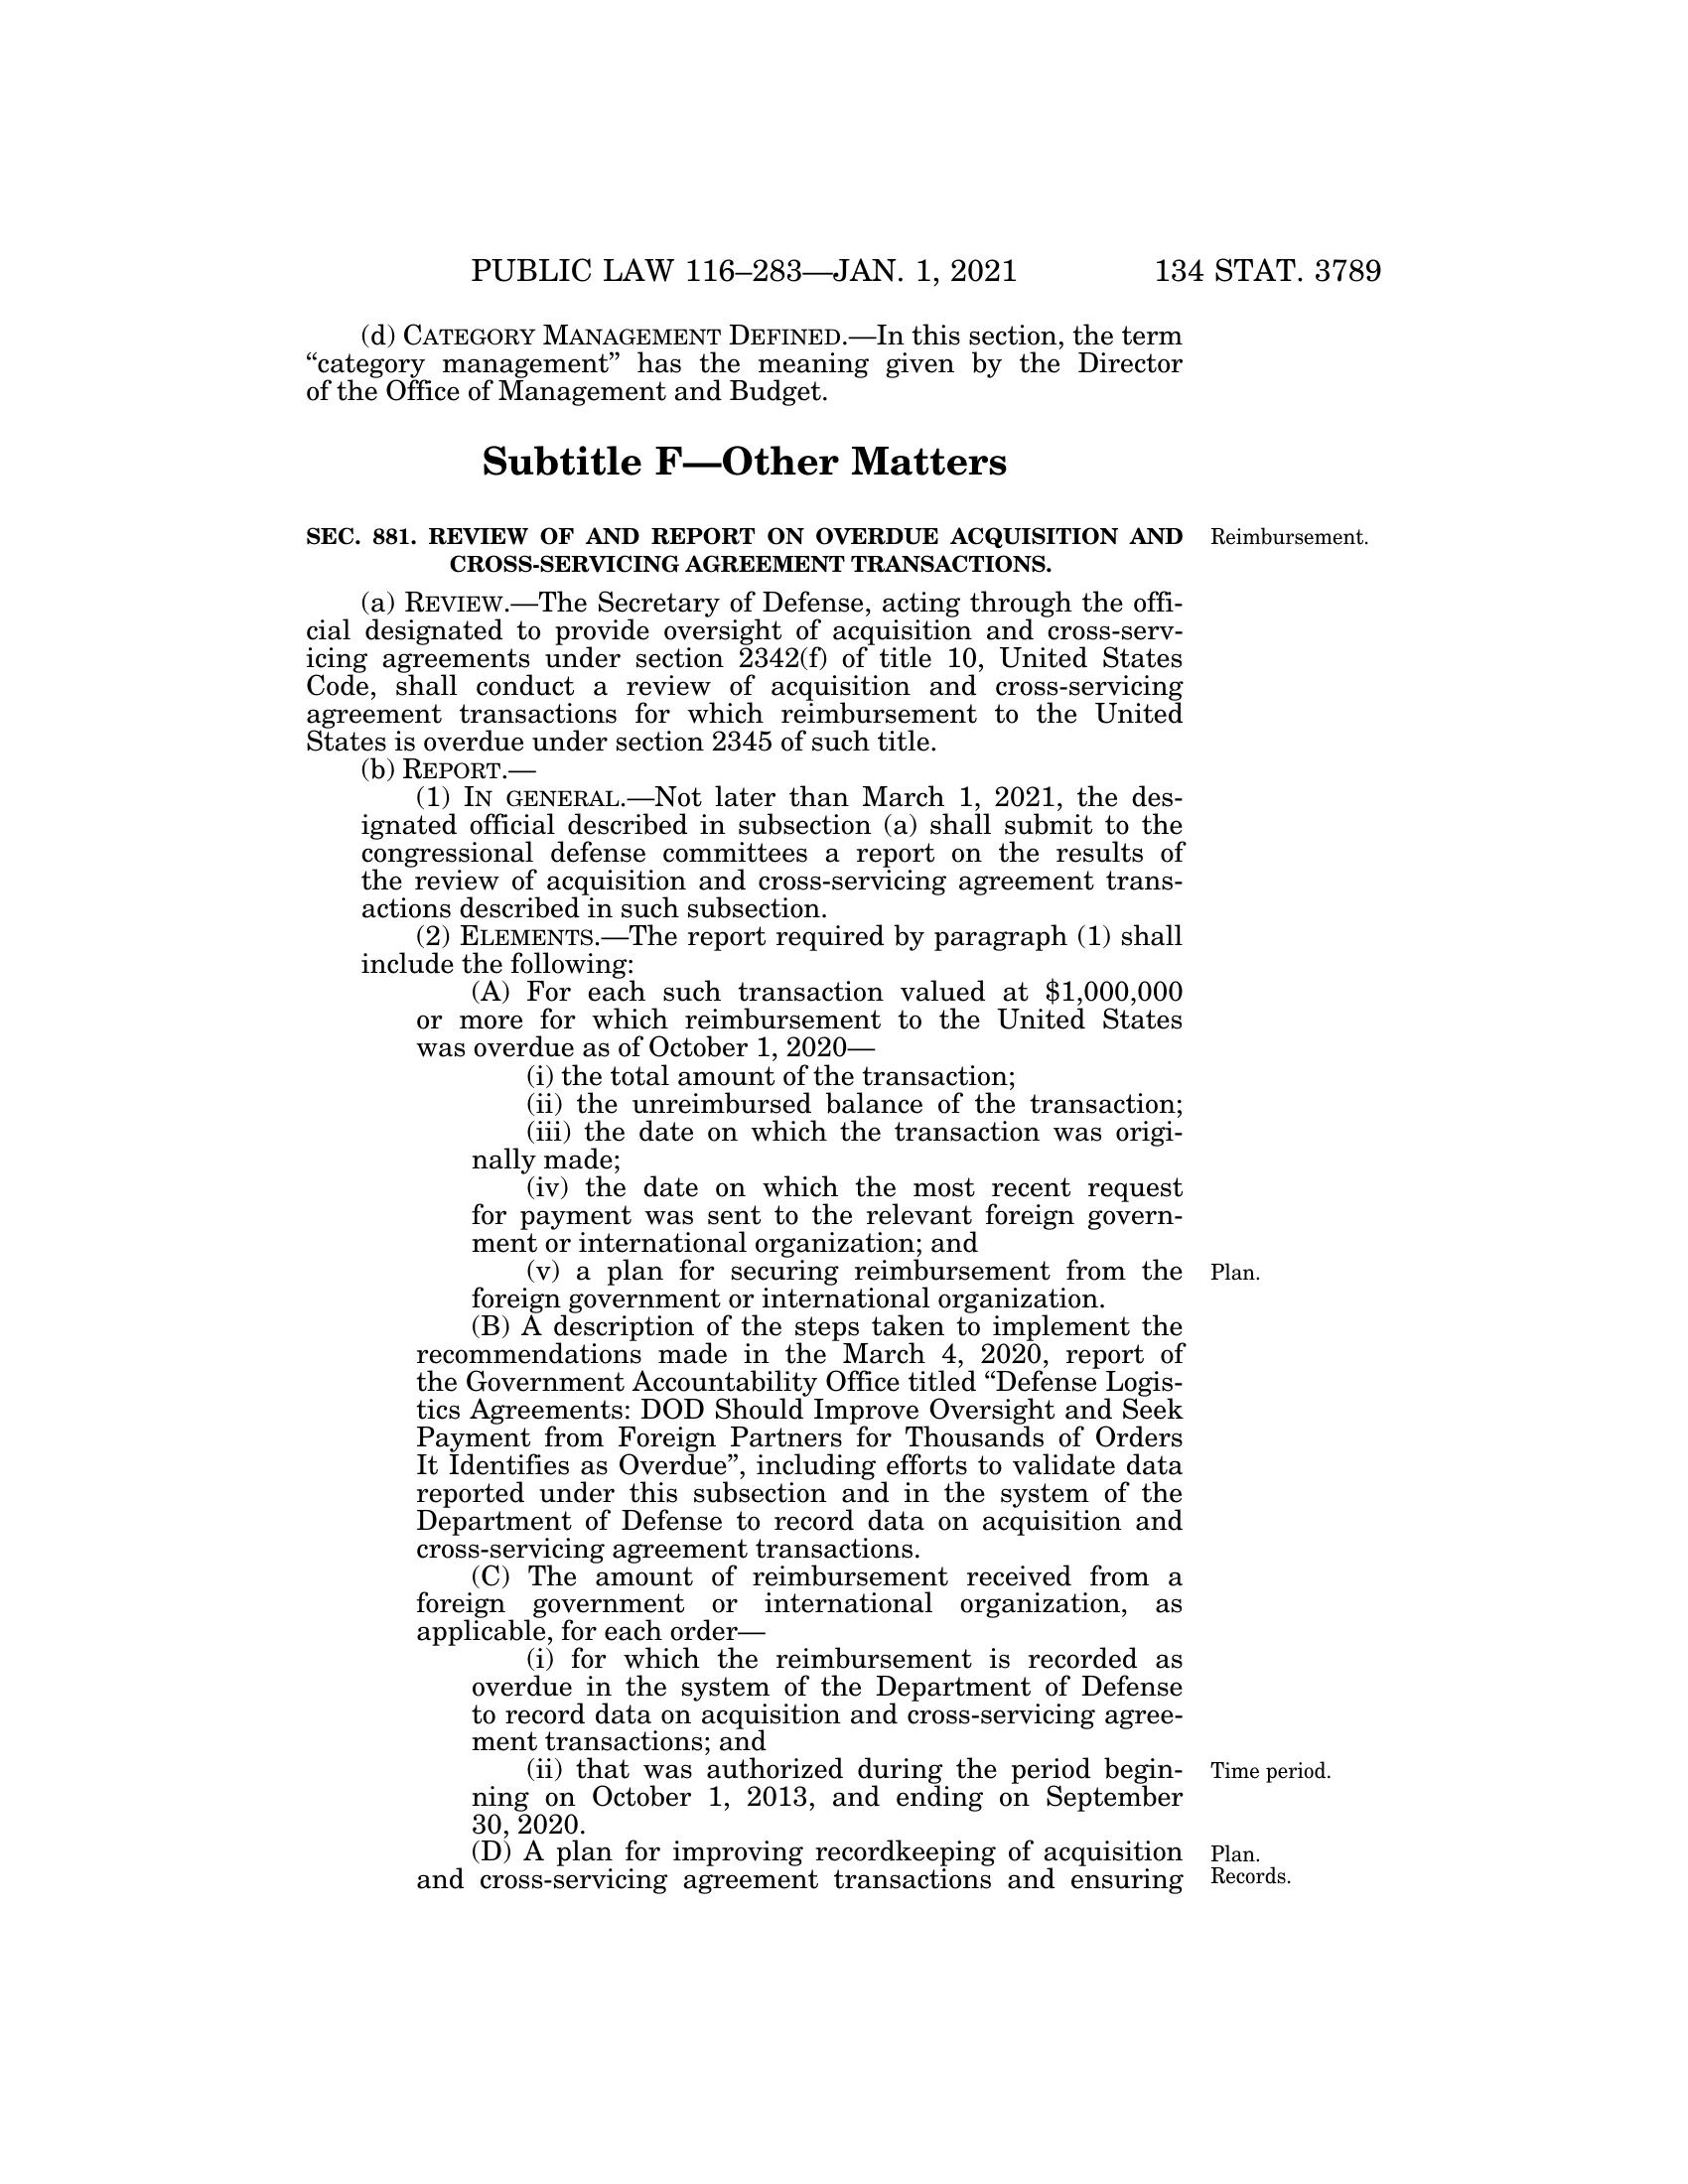 PUBLIC LAW 116–283—JAN. 1, 2021 134 STAT. 3789
(d) CATEGORY MANAGEMENT DEFINED.—In this section, the term
“category management” has the meaning given by the Director
of the Office of Management and Budget.
Subtitle F—Other Matters
SEC. 881. REVIEW OF AND REPORT ON OVERDUE ACQUISITION AND
CROSS-SERVICING AGREEMENT TRANSACTIONS.
Reimbursement.
(a) REVIEW.—The Secretary of Defense, acting through the offi-
cial designated to provide oversight of acquisition and cross-serv-
icing agreements under section 2342(f) of title 10, United States
Code, shall conduct a review of acquisition and cross-servicing
agreement transactions for which reimbursement to the United
States is overdue under section 2345 of such title.
(b) REPORT.—
(1) IN GENERAL.—Not later than March 1, 2021, the des-
ignated official described in subsection (a) shall submit to the
congressional defense committees a report on the results of
the review of acquisition and cross-servicing agreement trans-
actions described in such subsection.
(2) ELEMENTS.—The report required by paragraph (1) shall
include the following:
(A) For each such transaction valued at $1,000,000
or more for which reimbursement to the United States
was overdue as of October 1, 2020—
(i) the total amount of the transaction;
(ii) the unreimbursed balance of the transaction;
(iii) the date on which the transaction was origi-
nally made;
(iv) the date on which the most recent request
for payment was sent to the relevant foreign govern-
ment or international organization; and
(v) a plan for securing reimbursement from the
foreign government or international organization.
Plan.
(B) A description of the steps taken to implement the
recommendations made in the March 4, 2020, report of
the Government Accountability Office titled “Defense Logis-
tics Agreements: DOD Should Improve Oversight and Seek
Payment from Foreign Partners for Thousands of Orders
It Identifies as Overdue”, including efforts to validate data
reported under this subsection and in the system of the
Department of Defense to record data on acquisition and
cross-servicing agreement transactions.
(C) The amount of reimbursement received from a
foreign government or international organization, as
applicable, for each order—
(i) for which the reimbursement is recorded as
overdue in the system of the Department of Defense
to record data on acquisition and cross-servicing agree-
ment transactions; and
(ii) that was authorized during the period begin-
ning on October 1, 2013, and ending on September
30, 2020.
Time period.
(D) A plan for improving recordkeeping of acquisition
and cross-servicing agreement transactions and ensuring
Plan.
Records.